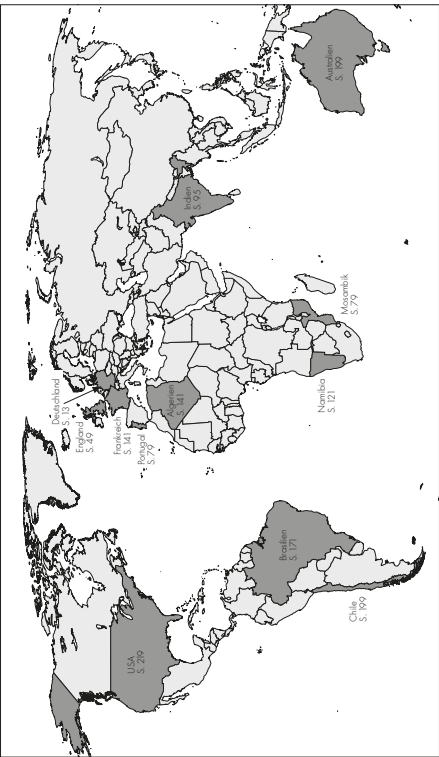 USA
S. 219
Brasilien
S. 171
Chile
S. 199
Deutschland
S. 13
England
S. 49
Frankreich
S. 141
Portugal
S. 79
Algerien
S. 141
Namibia
S. 121
Mosambik
S. 79
Indien
S. 95
Australien
S. 199